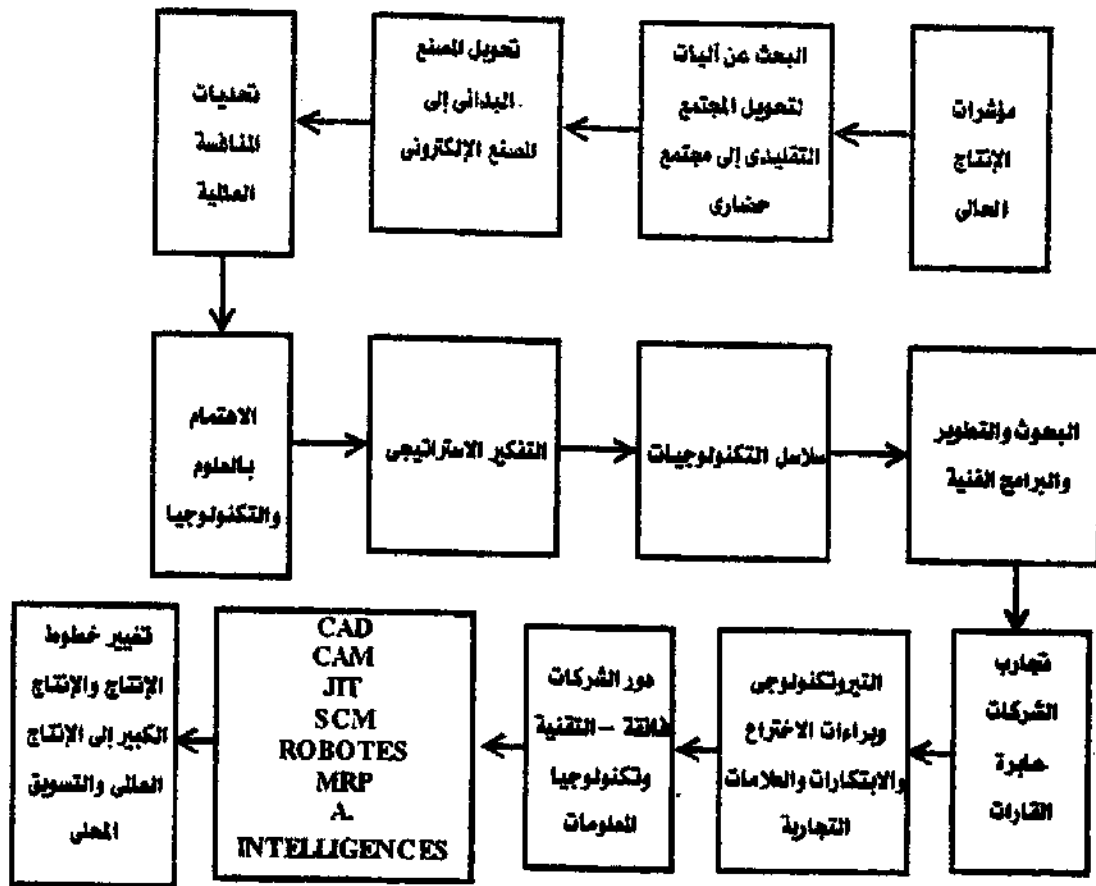 مؤشرات
الإنتاج
العالى
البحث عن آليات
لتحويل المجتمع
التقليدى إلى مجتمع
حضارى
تحويل المصنع
البدائى إلى
المصنع الإلكترونى
تحديات
المنافسة
العالمية
الاهتمام
بالعلوم
والتكنولوجيا
التفكير الاستراتيجى
سلاسل التكنولوجيات
البحوث والتطوير
والبرامج الفنية
تجارب
الشركات
عابرة
القارات
النيروتكنولوجى
وبراءات الاختراع
والابتكارات والعلامات
التجارية
دور الشركات
فائقة – التقنية
وتكنولوجيا
المعلومات
CAD
CAM
JIT
SCM
ROBOTES
MRP
A.
INTELLIGENCES
تغيير خطوط
الإنتاج والإنتاج
الكبير إلى الإنتاج
العالمى والتسويق
المحلى